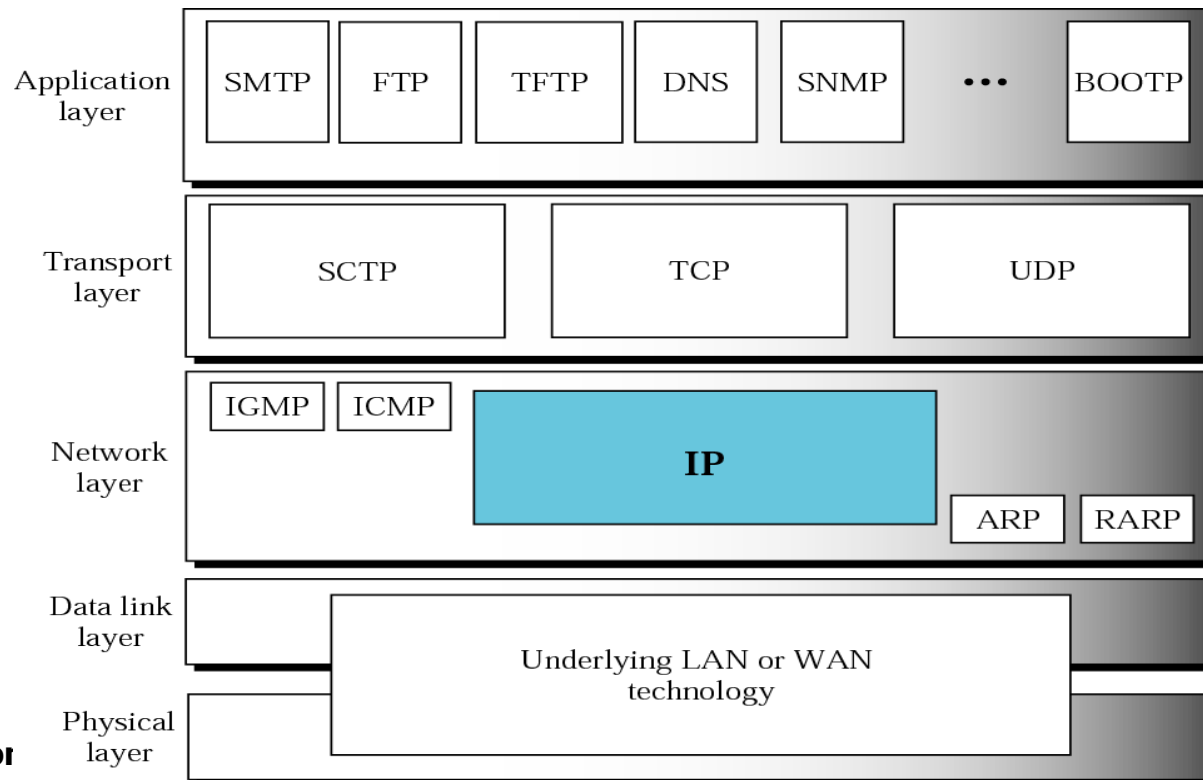 Application
layer
SMTP
FTP
TFTP
DNS
SNMP
...
BOOTP
Transport
layer
SCTP
TCP
UDP
Network
layer
IGMP
ICMP
IP
ARP
RARP
Data link
layer
Underlying LAN or WAN
technology
Physical
layer